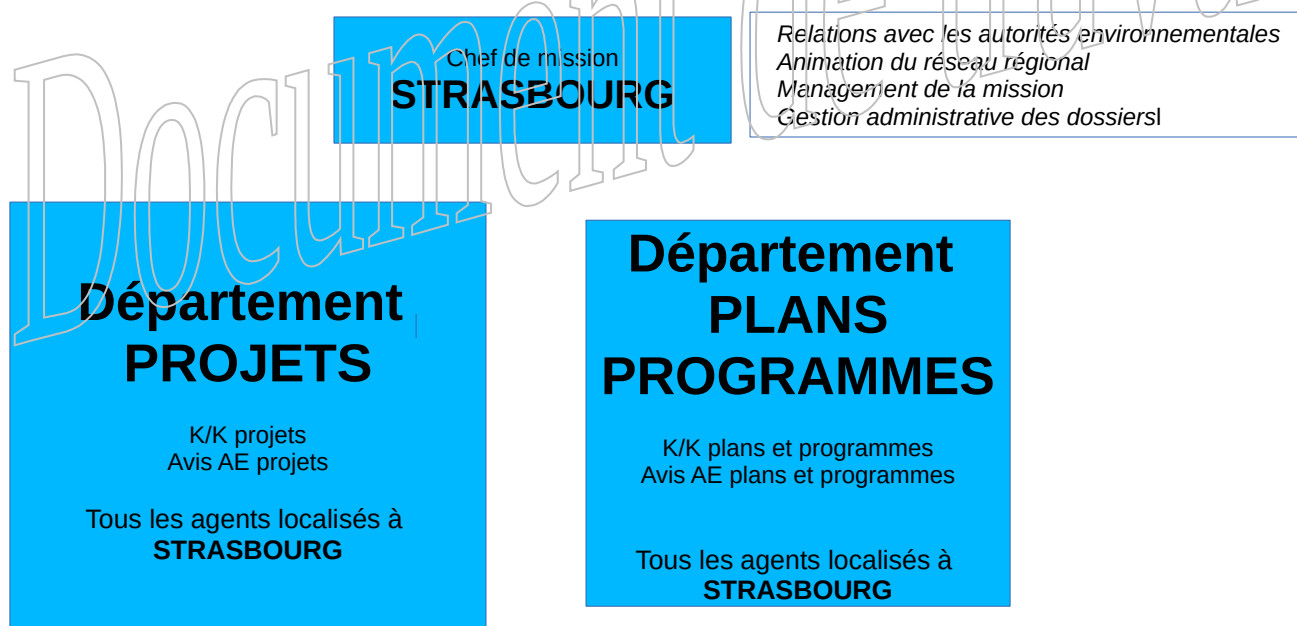 Chef de mission
STRASBOURG
Relations avec les autorités environnementales
Animation du réseau régional
Management de la mission
Gestion administrative des dossiersl
Département
PROJETS
K/K projets
Avis AE projets
Tous les agents localisés à
STRASBOURG
Département
PLANS
PROGRAMMES
K/K plans et programmes
Avis AE plans et programmes
Tous les agents localisés à
STRASBOURG
Document de